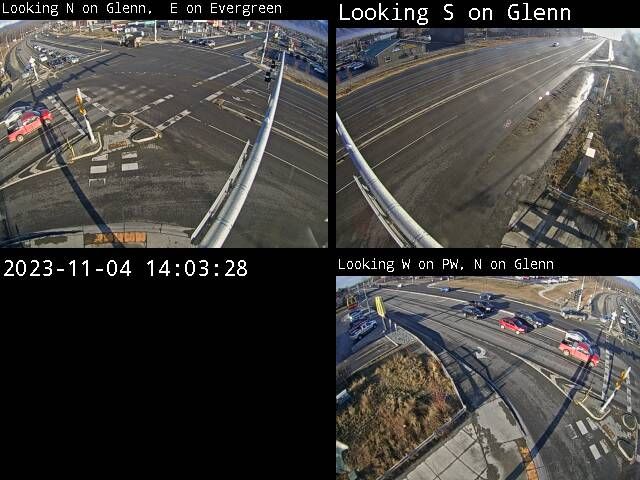 Looking N on Glenn,  E on Evergreen
Looking S on Glenn
2023-11-04 14:03:28
Looking W on PW, N on Glenn